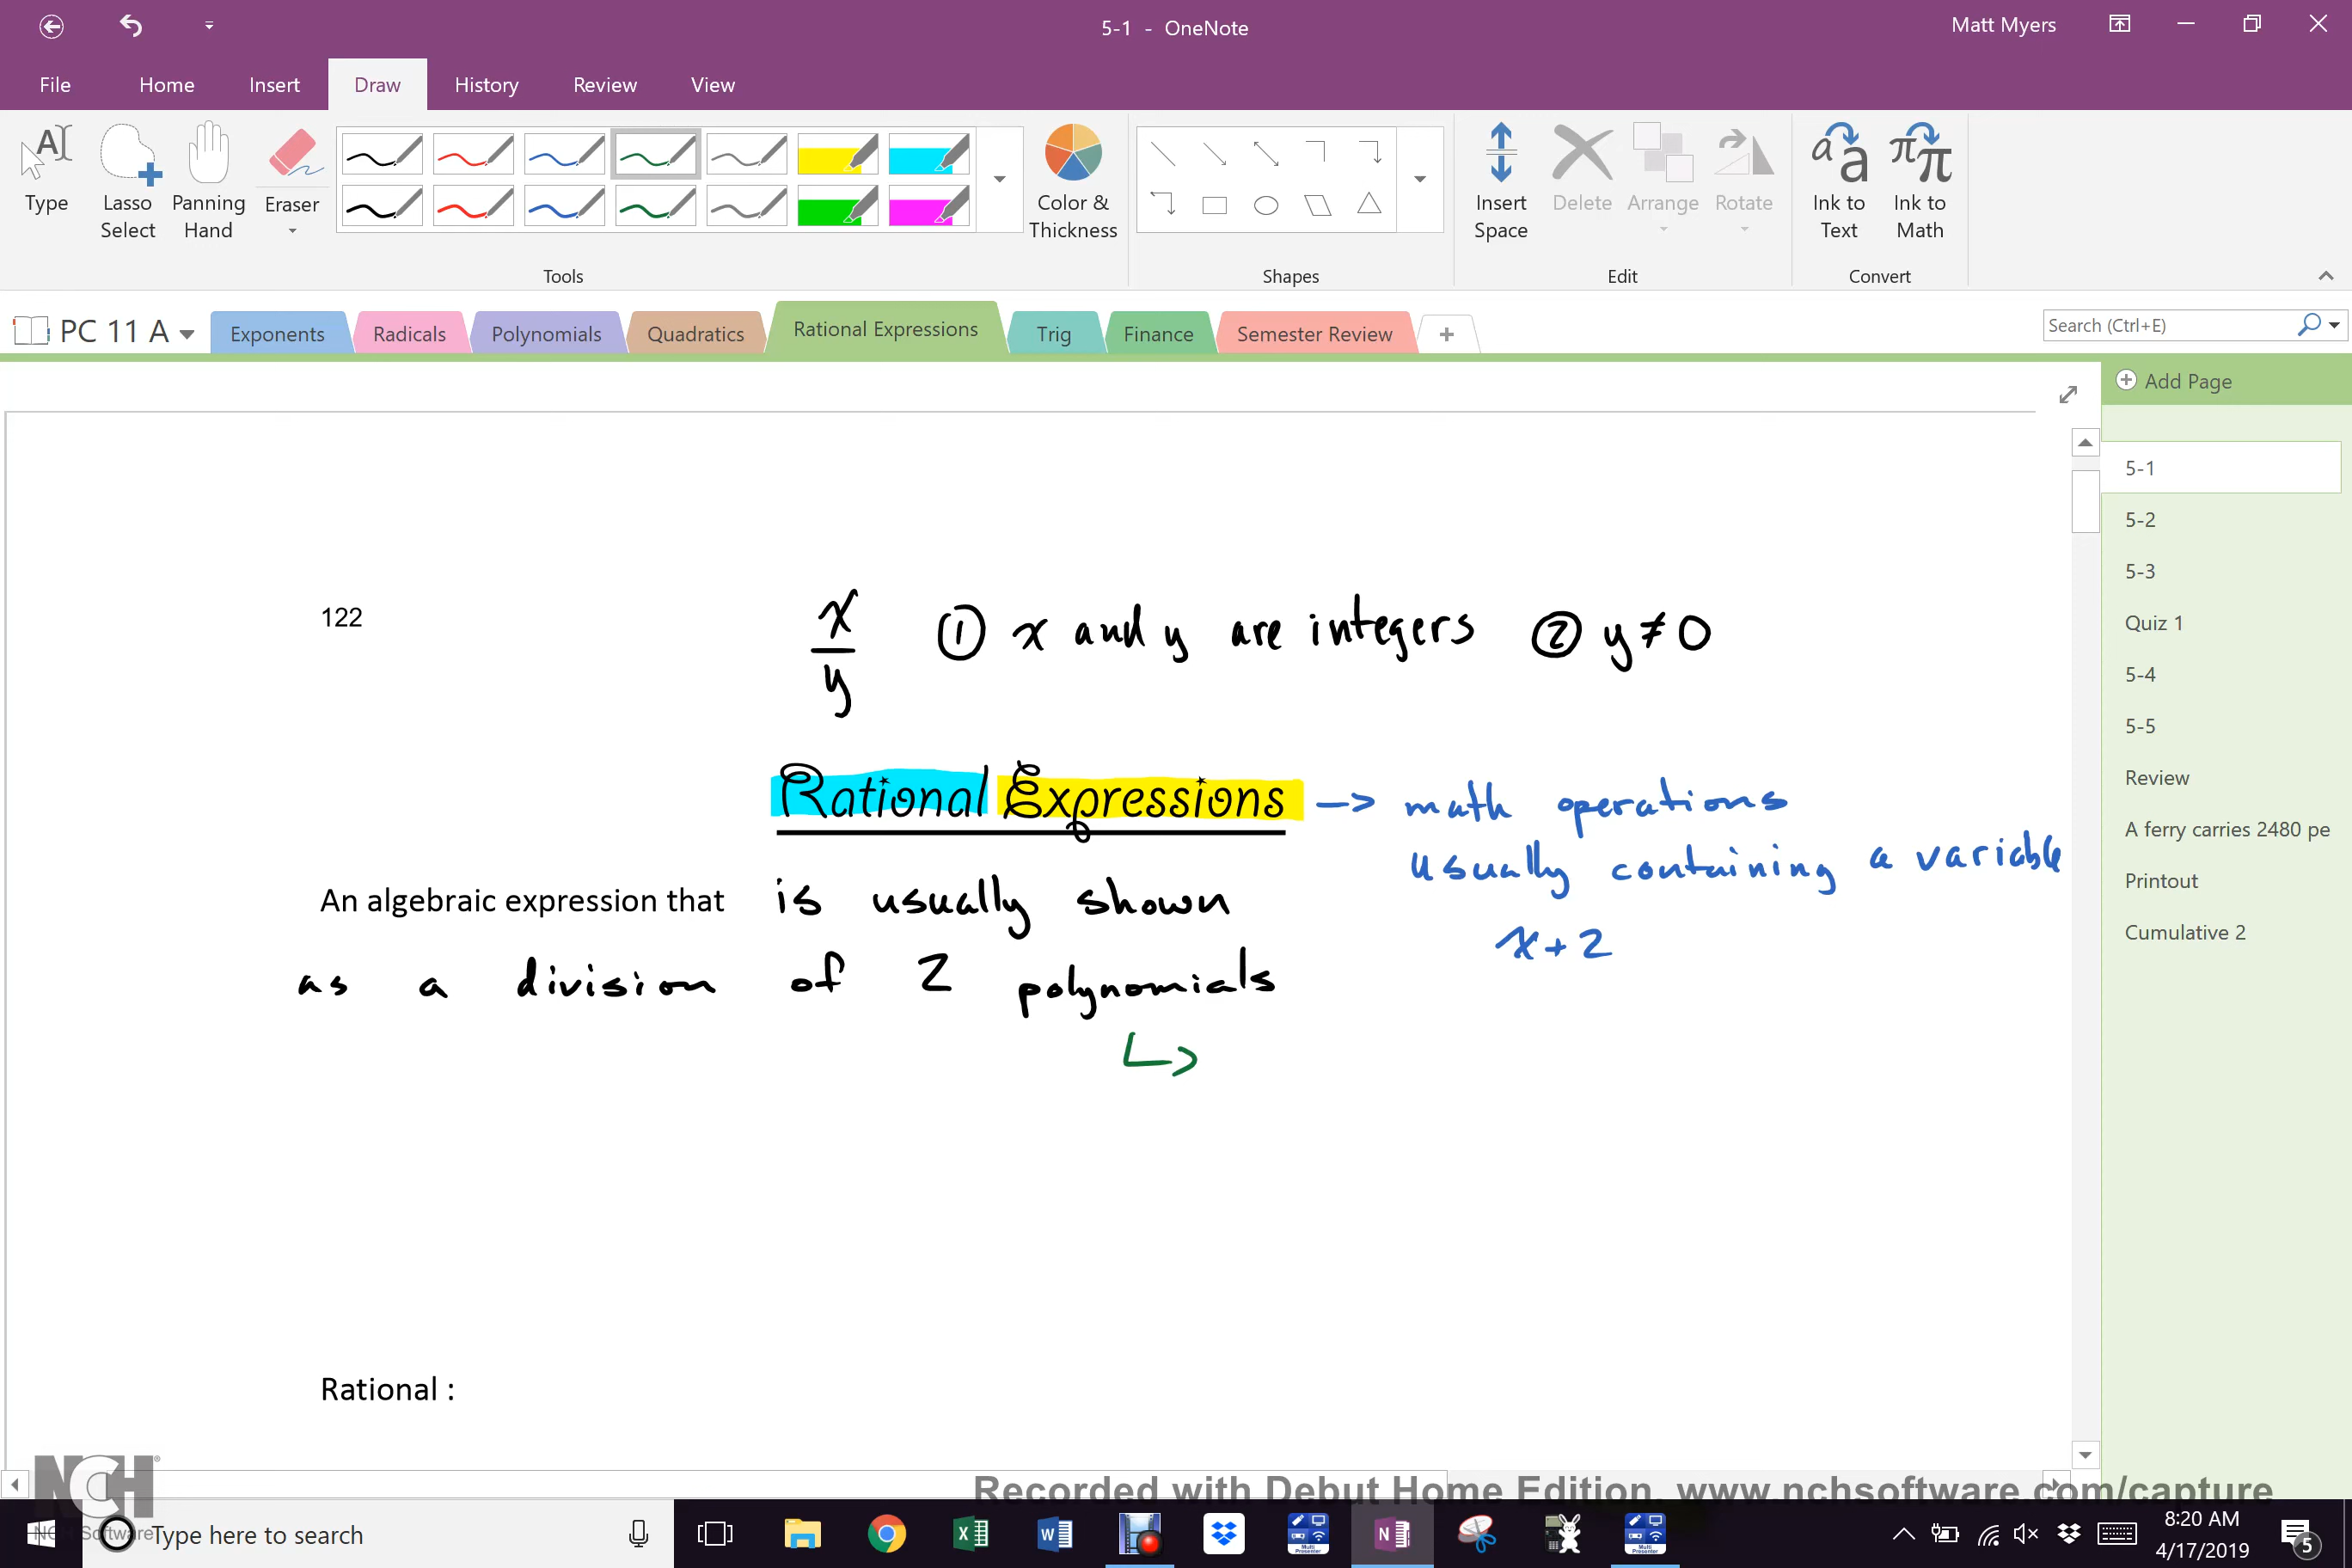 5-1 - OneNote
Matt Myers
File Home Insert Draw History Review View
Type
Lasso Select
Panning Hand
Eraser
Color & Thickness
Insert Space
Delete
Arrange
Rotate
Ink to Text
Ink to Math
Tools Shapes Edit Convert
PC 11 A Exponents Radicals Polynomials Quadratics Rational Expressions Trig Finance Semester Review +
Search (Ctrl+E)
Add Page
5-1
5-2
5-3
Quiz 1
5-4
5-5
Review
A ferry carries 2480 pe
Printout
Cumulative 2
122
x/y ① x and y are integers ② y ≠ 0
Rational Expressions -> math operations
usually containing a variable
x + 2
An algebraic expression that is usually shown
as a division of 2 polynomials
Rational :
NCH®
NCH Software
Recorded with Debut Home Edition. www.nchsoftware.com/capture
Type here to search
8:20 AM
4/17/2019
5